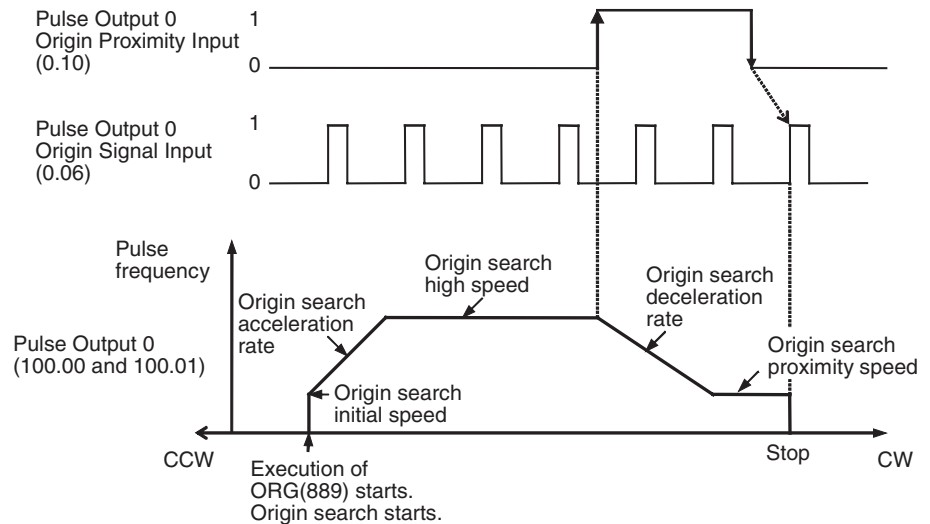 Pulse Output 0
Origin Proximity Input
(0.10)
1
0
Pulse Output 0
Origin Signal Input
(0.06)
1
0
Pulse
frequency
Origin search
high speed
Origin search
acceleration
rate
Origin search
deceleration
rate
Pulse Output 0
(100.00 and 100.01)
Origin search
proximity speed
Origin search
initial speed
CCW
Stop
CW
Execution of
ORG(889) starts.
Origin search starts.